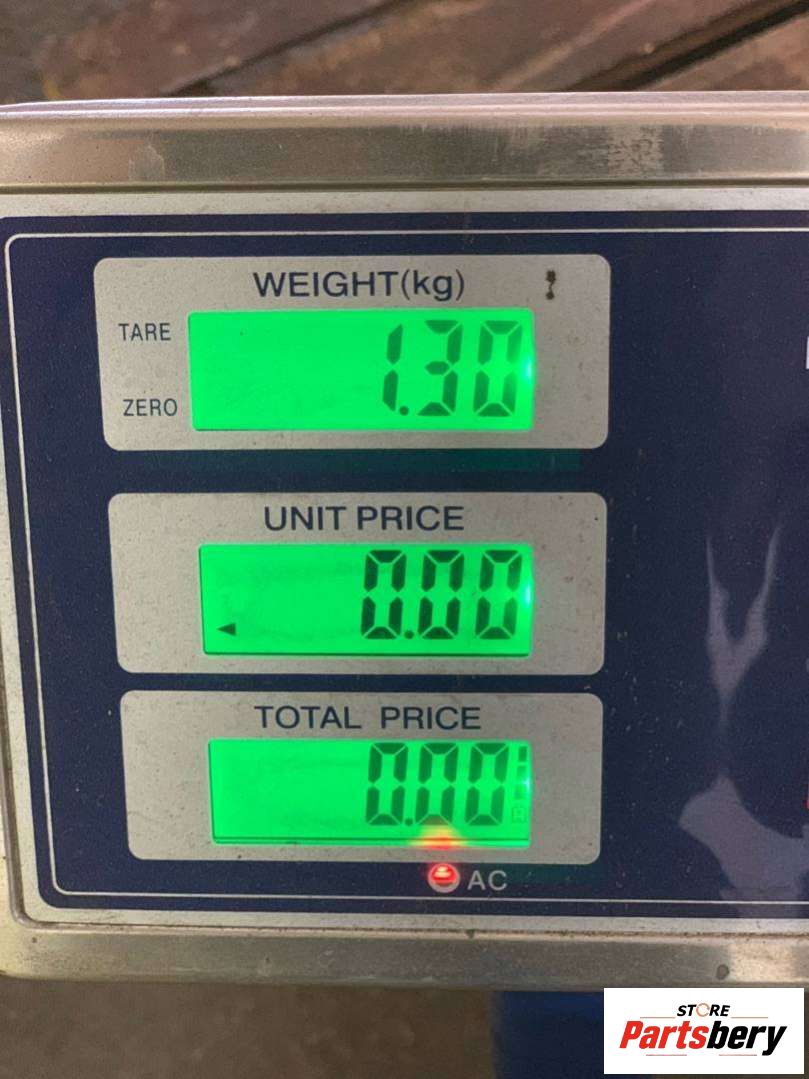 WEIGHT(kg)
TARE
1.30
ZERO
UNIT PRICE
0.00
TOTAL PRICE
0.00
AC
STORE
Partsbery